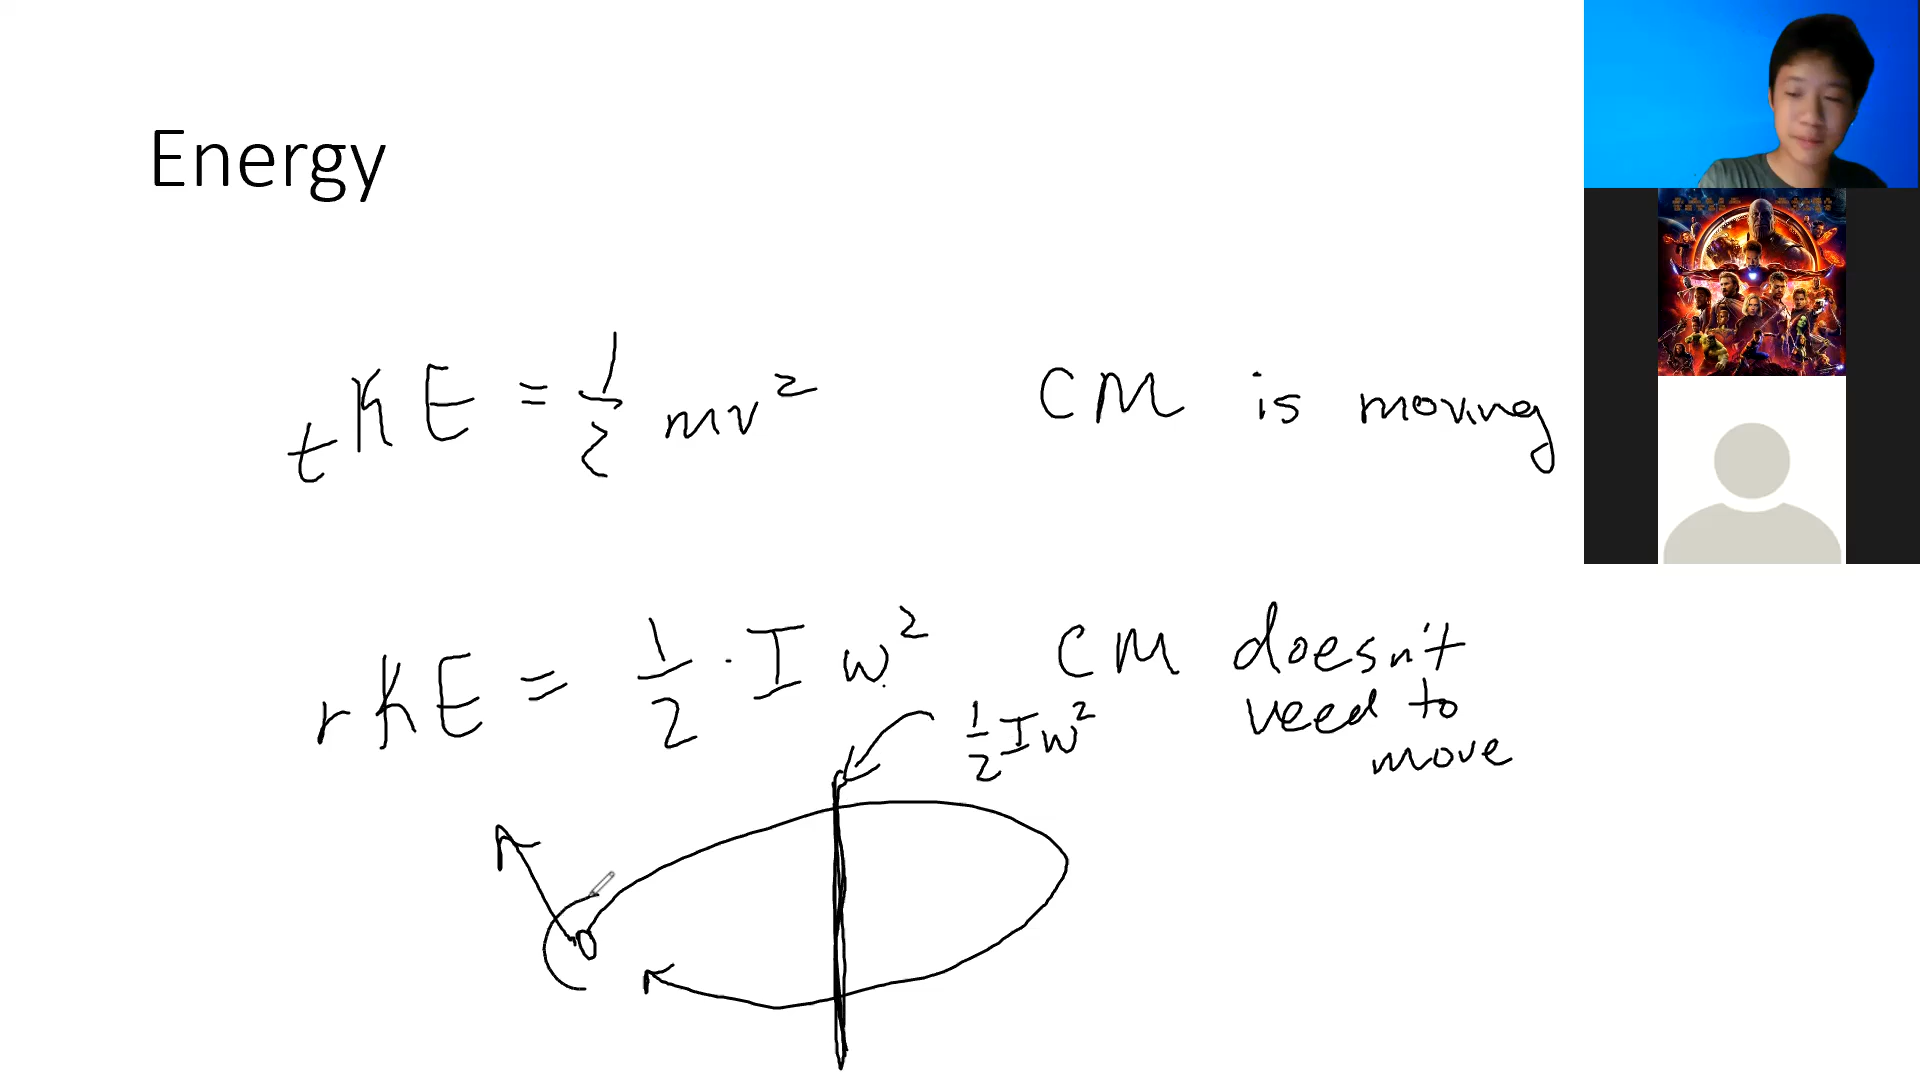 Energy
tKE = 1/2 mv² CM is moving
rKE = 1/2 · I w² CM doesn't
need to
move
1/2 I w²